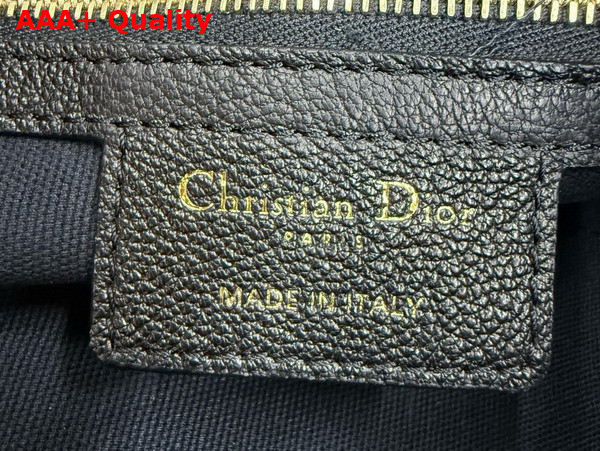 AAA+ Quality
Christian Dior
PARIS
MADE IN ITALY